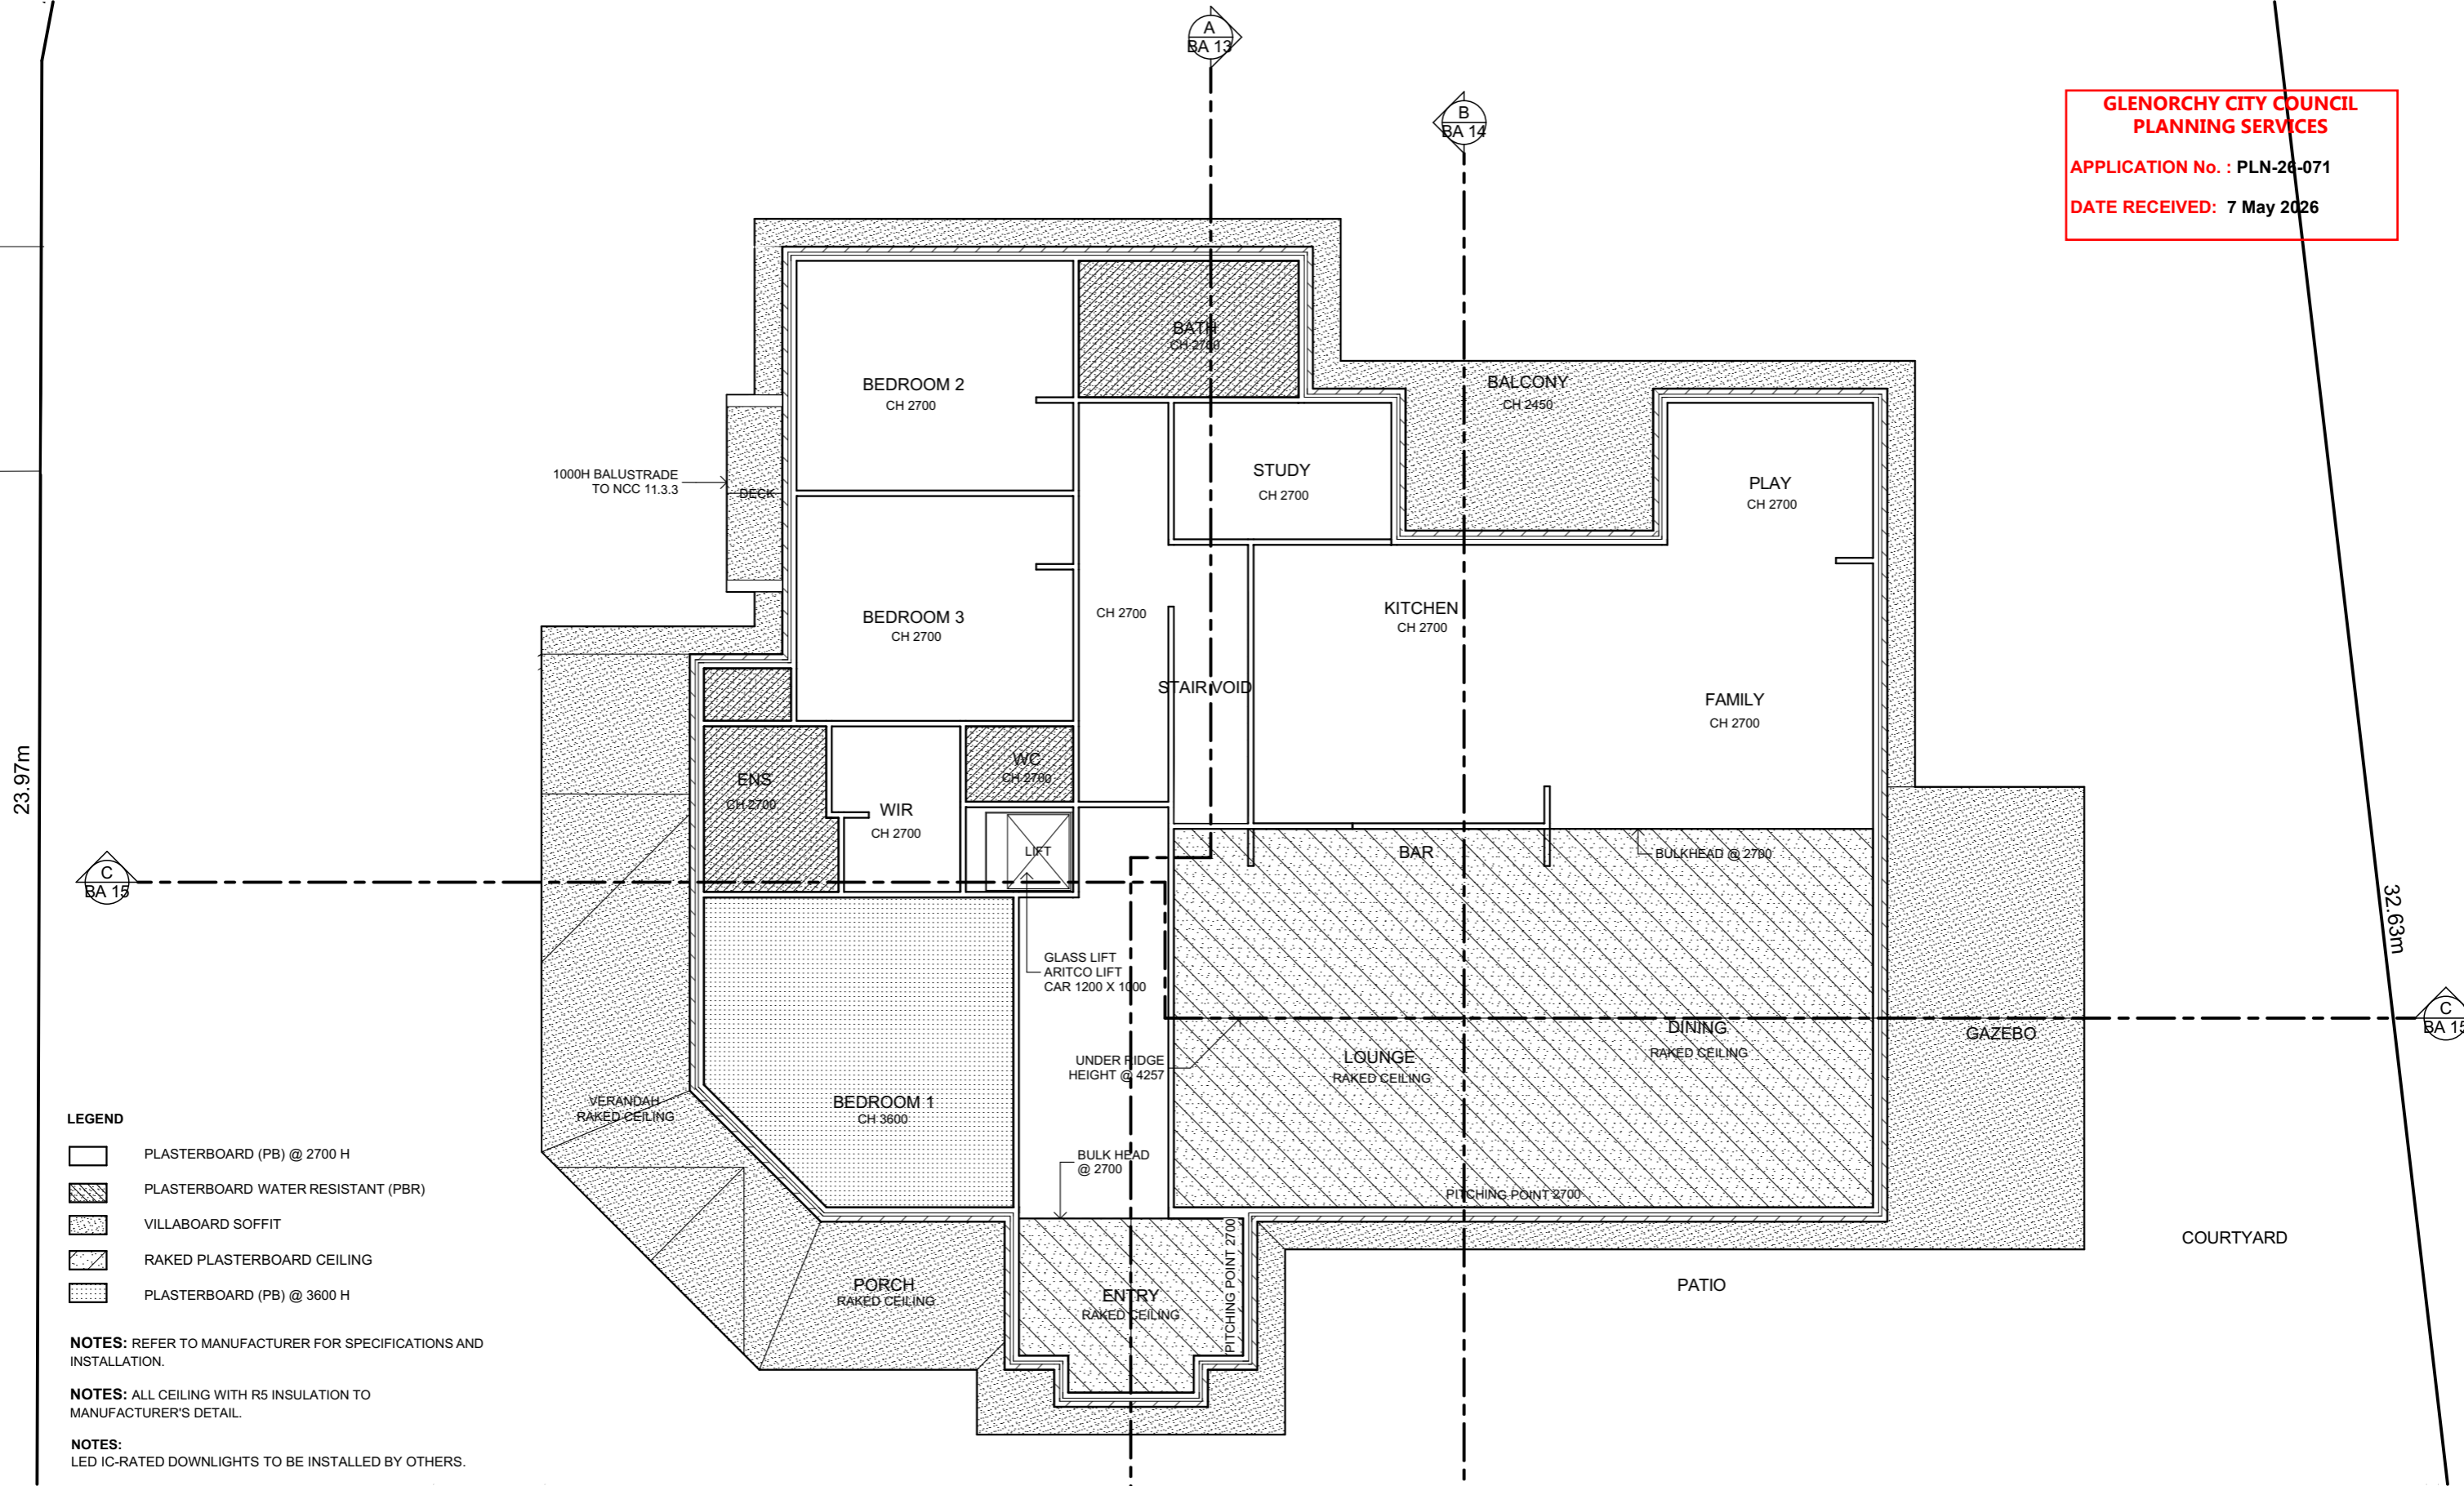 A
BA 13
B
BA 14
GLENORCHY CITY COUNCIL
PLANNING SERVICES
APPLICATION No. : PLN-26-071
DATE RECEIVED: 7 May 2026
BATH
CH 2700
BEDROOM 2
CH 2700
BALCONY
CH 2450
1000H BALUSTRADE
TO NCC 11.3.3
DECK
STUDY
CH 2700
PLAY
CH 2700
BEDROOM 3
CH 2700
CH 2700
KITCHEN
CH 2700
STAIR VOID
FAMILY
CH 2700
23.97m
ENS
CH 2700
WC
CH 2700
WIR
CH 2700
LIFT
BAR
BULKHEAD @ 2700
C
BA 15
32.63m
GLASS LIFT
ARITCO LIFT
CAR 1200 X 1000
C
BA 15
UNDER RIDGE
HEIGHT @ 4257
LOUNGE
RAKED CEILING
DINING
RAKED CEILING
GAZEBO
VERANDAH
RAKED CEILING
BEDROOM 1
CH 3600
BULK HEAD
@ 2700
PITCHING POINT 2700
PITCHING POINT 2700
COURTYARD
PORCH
RAKED CEILING
ENTRY
RAKED CEILING
PATIO
LEGEND
PLASTERBOARD (PB) @ 2700 H
PLASTERBOARD WATER RESISTANT (PBR)
VILLABOARD SOFFIT
RAKED PLASTERBOARD CEILING
PLASTERBOARD (PB) @ 3600 H
NOTES: REFER TO MANUFACTURER FOR SPECIFICATIONS AND
INSTALLATION.
NOTES: ALL CEILING WITH R5 INSULATION TO
MANUFACTURER'S DETAIL.
NOTES:
LED IC-RATED DOWNLIGHTS TO BE INSTALLED BY OTHERS.